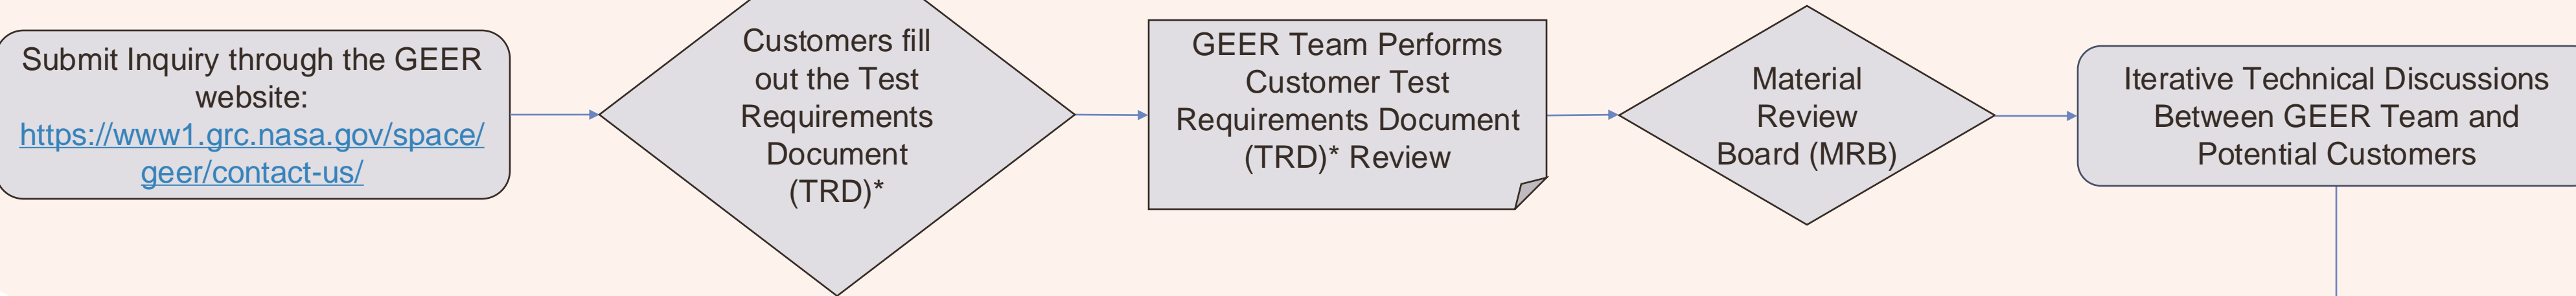 Submit Inquiry through the GEER
website:
https://www1.grc.nasa.gov/space/
geer/contact-us/
Customers fill
out the Test
Requirements
Document
(TRD)*
GEER Team Performs
Customer Test
Requirements Document
(TRD)* Review
Material
Review
Board (MRB)
Iterative Technical Discussions
Between GEER Team and
Potential Customers